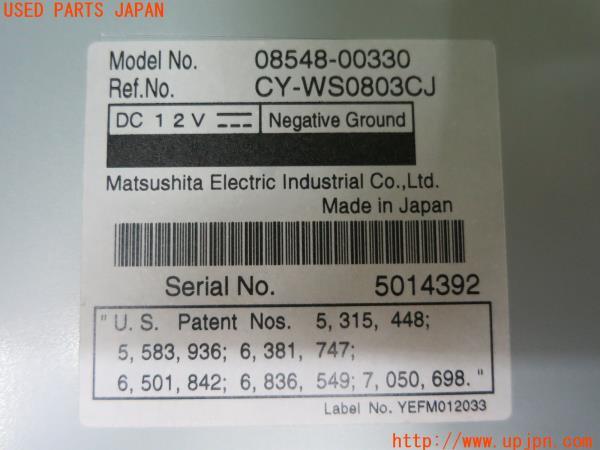 USED PARTS JAPAN
Model No. 08548-00330
Ref.No. CY-WS0803CJ
DC 12V Negative Ground
Matsushita Electric Industrial Co.,Ltd.
Made in Japan
Serial No. 5014392
" U. S. Patent Nos. 5, 315, 448;
5, 583, 936; 6, 381, 747;
6, 501, 842; 6, 836, 549; 7, 050, 698. "
Label No. YEFM012033
http://www.upjpn.com/